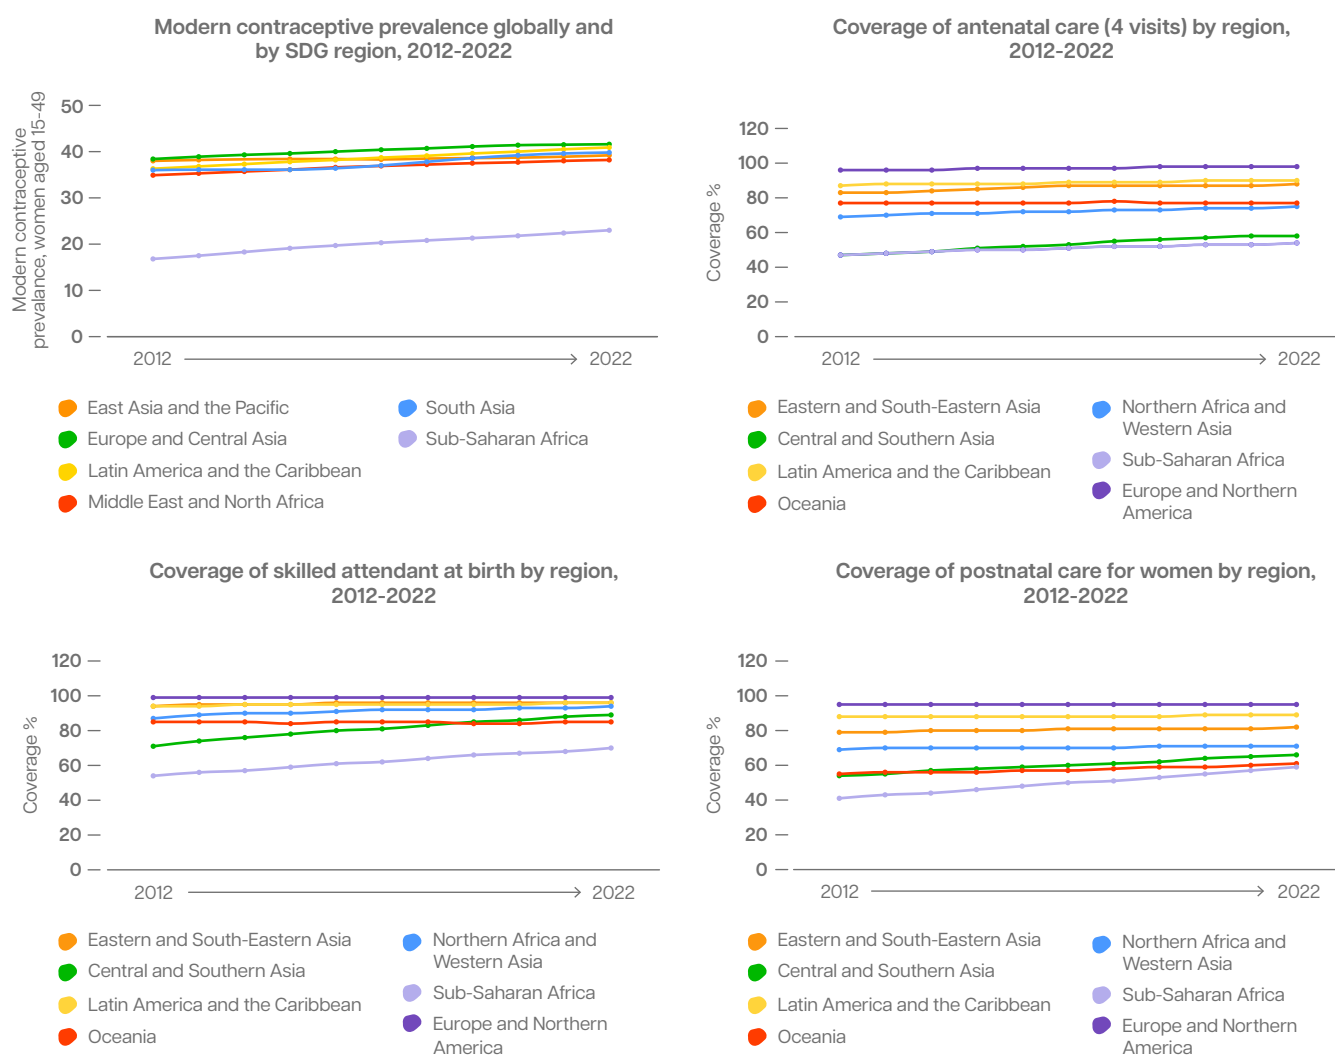 Modern contraceptive prevalence globally and
by SDG region, 2012-2022
Modern contraceptive
prevalance, women aged 15-49
50
40
30
20
10
0
2012
2022
East Asia and the Pacific
Europe and Central Asia
Latin America and the Caribbean
Middle East and North Africa
South Asia
Sub-Saharan Africa
Coverage of antenatal care (4 visits) by region,
2012-2022
Coverage %
120
100
80
60
40
20
0
2012
2022
Eastern and South-Eastern Asia
Central and Southern Asia
Latin America and the Caribbean
Oceania
Northern Africa and
Western Asia
Sub-Saharan Africa
Europe and Northern
America
Coverage of skilled attendant at birth by region,
2012-2022
Coverage %
120
100
80
60
40
20
0
2012
2022
Eastern and South-Eastern Asia
Central and Southern Asia
Latin America and the Caribbean
Oceania
Northern Africa and
Western Asia
Sub-Saharan Africa
Europe and Northern
America
Coverage of postnatal care for women by region,
2012-2022
Coverage %
120
100
80
60
40
20
0
2012
2022
Eastern and South-Eastern Asia
Central and Southern Asia
Latin America and the Caribbean
Oceania
Northern Africa and
Western Asia
Sub-Saharan Africa
Europe and Northern
America